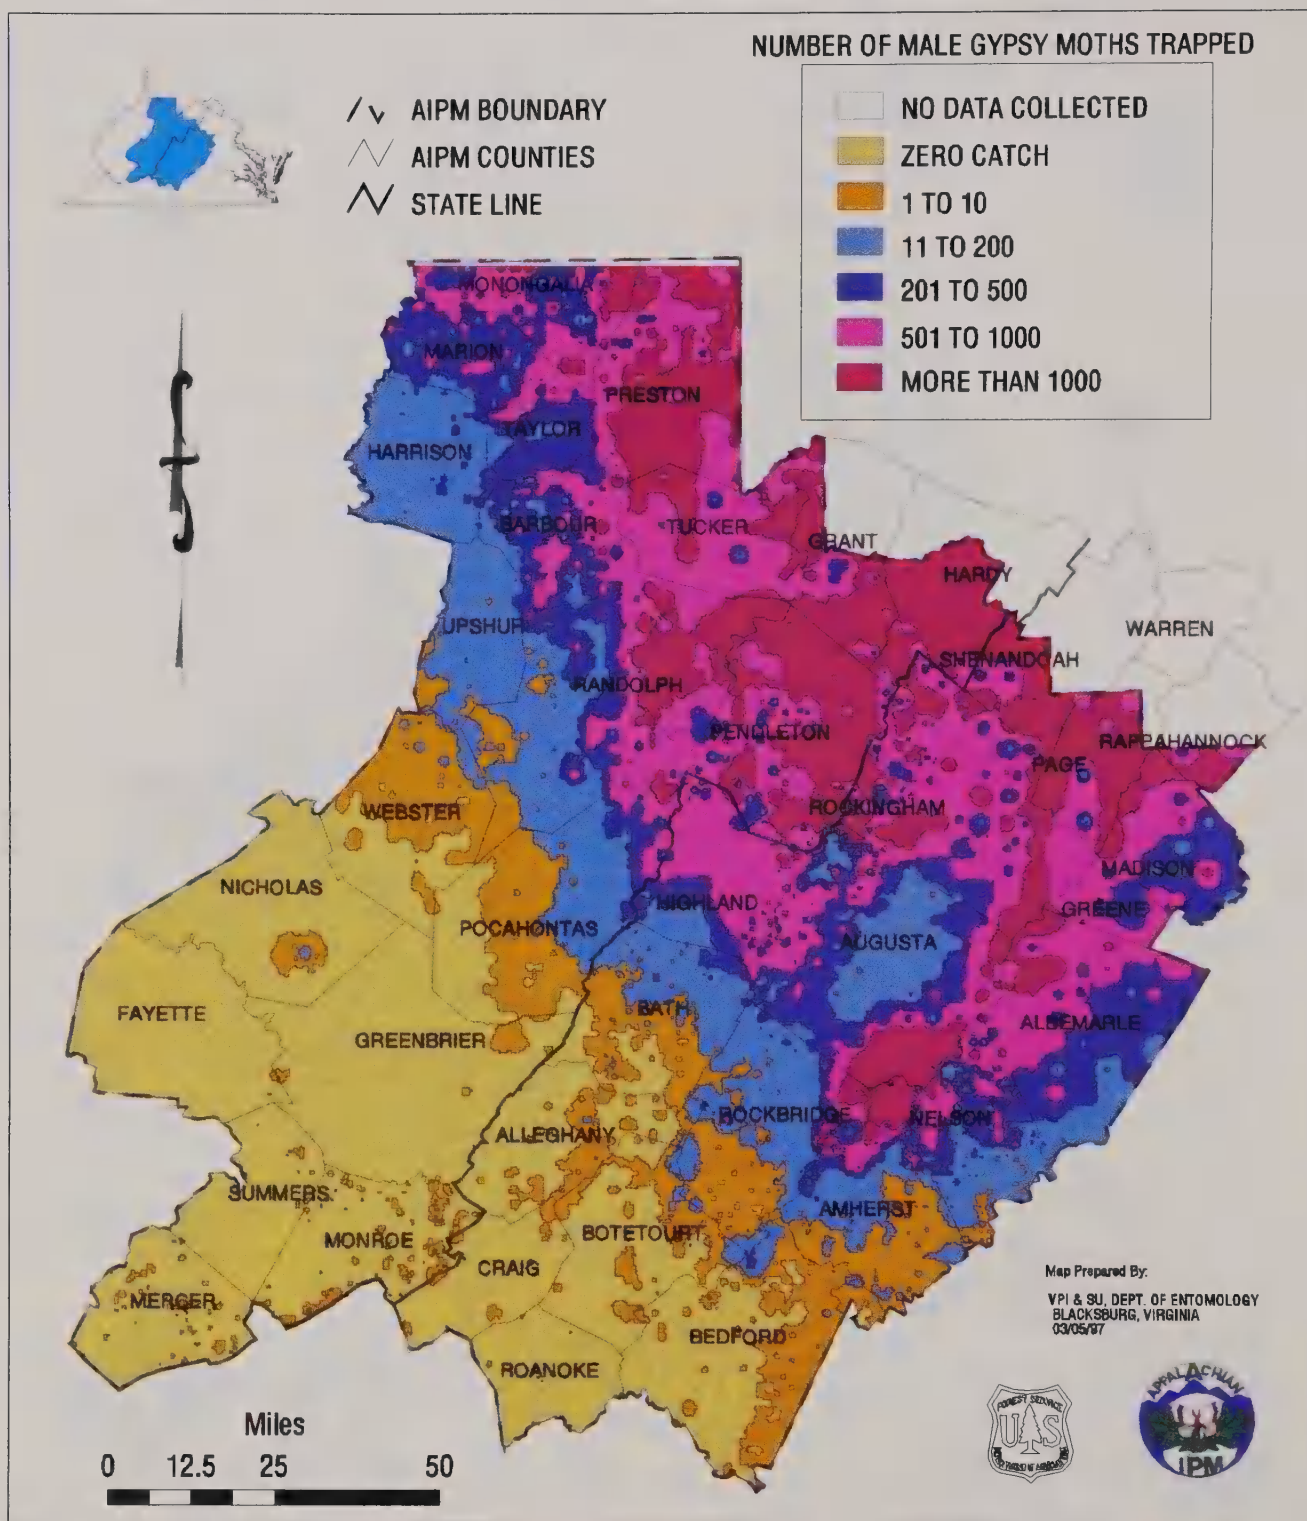 NUMBER OF MALE GYPSY MOTHS TRAPPED
AIPM BOUNDARY
AIPM COUNTIES
STATE LINE
NO DATA COLLECTED
ZERO CATCH
1 TO 10
11 TO 200
201 TO 500
501 TO 1000
MORE THAN 1000
MONONGALIA
MARION
PRESTON
TAYLOR
HARRISON
BARBOUR
TUCKER
GRANT
HARDY
UPSHUR
WARREN
SHENANDOAH
RANDOLPH
PENDLETON
RAPPAHANNOCK
PAGE
WEBSTER
ROCKINGHAM
MADISON
NICHOLAS
HIGHLAND
GREENE
POCAHONTAS
AUGUSTA
FAYETTE
BATH
ALBEMARLE
GREENBRIER
ROCKBRIDGE
NELSON
ALLEGHANY
SUMMERS
AMHERST
MONROE
BOTETOURT
CRAIG
MERCER
BEDFORD
ROANOKE
Map Prepared By:
VPI & SU, DEPT. OF ENTOMOLOGY
BLACKSBURG, VIRGINIA
03/05/97
Miles
0 12.5 25 50
FOREST SERVICE
U S
APPALACHIAN
IPM